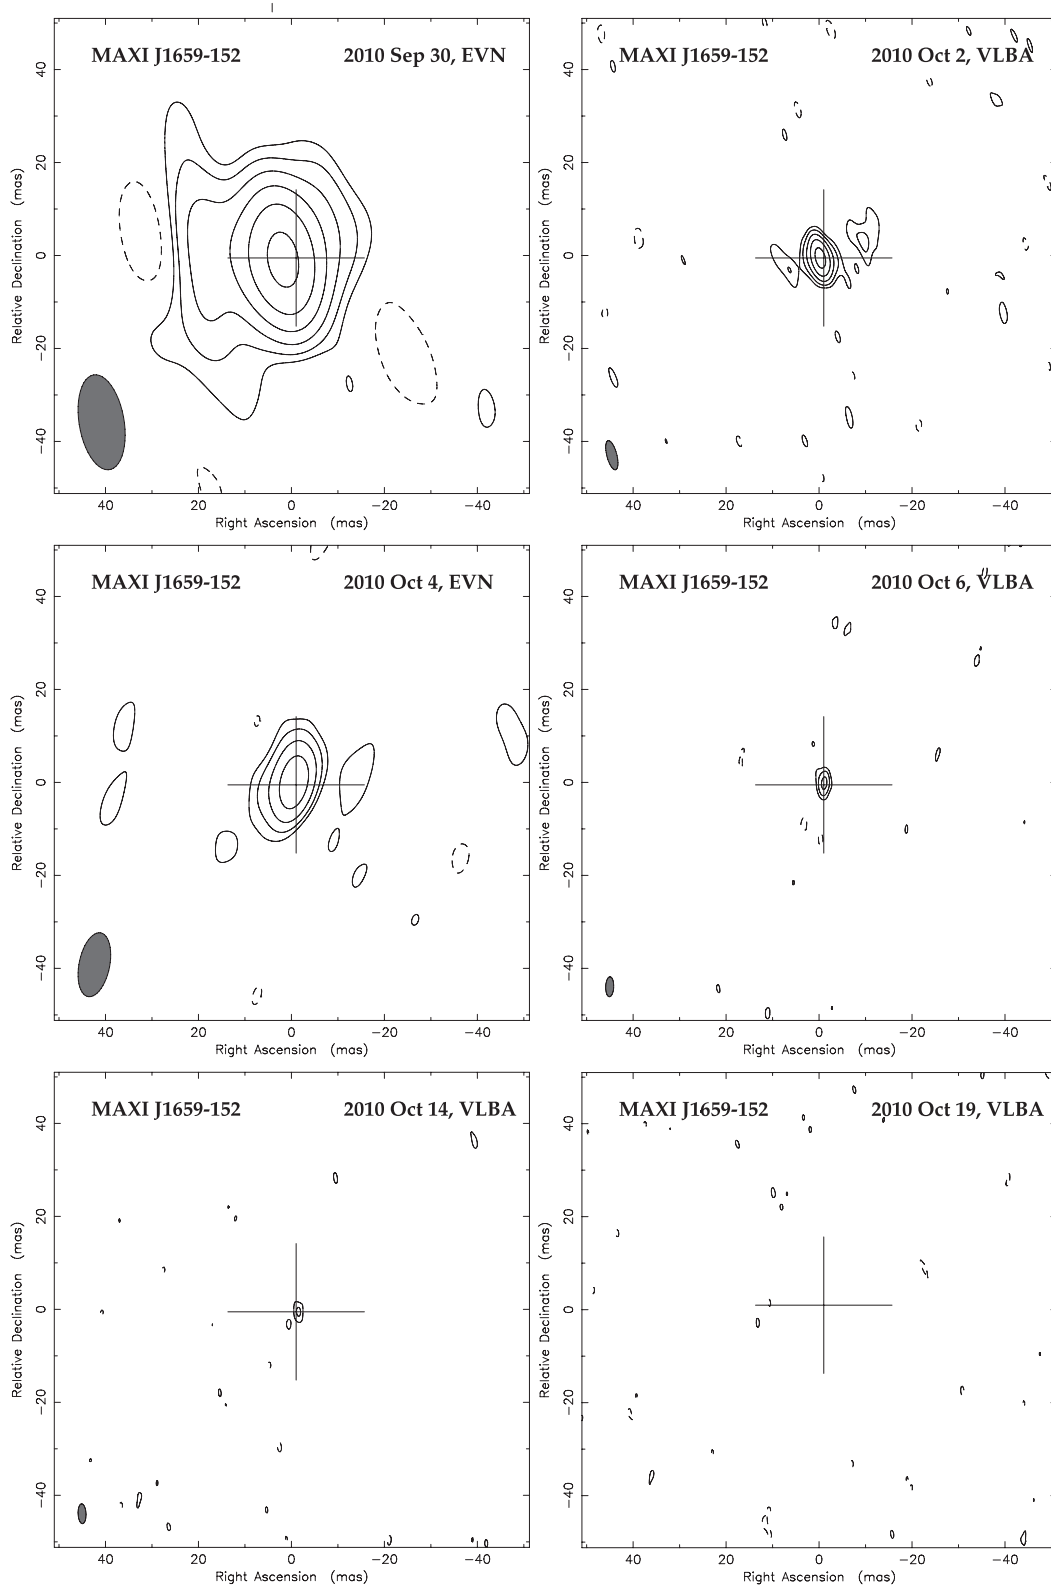 MAXI J1659-152 2010 Sep 30, EVN
40
20
0
−20
−40
Relative Declination (mas)
40 20 0 −20 −40
Right Ascension (mas)
MAXI J1659-152 2010 Oct 2, VLBA
40
20
0
−20
−40
Relative Declination (mas)
40 20 0 −20 −40
Right Ascension (mas)
MAXI J1659-152 2010 Oct 4, EVN
40
20
0
−20
−40
Relative Declination (mas)
40 20 0 −20 −40
Right Ascension (mas)
MAXI J1659-152 2010 Oct 6, VLBA
40
20
0
−20
−40
Relative Declination (mas)
40 20 0 −20 −40
Right Ascension (mas)
MAXI J1659-152 2010 Oct 14, VLBA
40
20
0
−20
−40
Relative Declination (mas)
40 20 0 −20 −40
Right Ascension (mas)
MAXI J1659-152 2010 Oct 19, VLBA
40
20
0
−20
−40
Relative Declination (mas)
40 20 0 −20 −40
Right Ascension (mas)